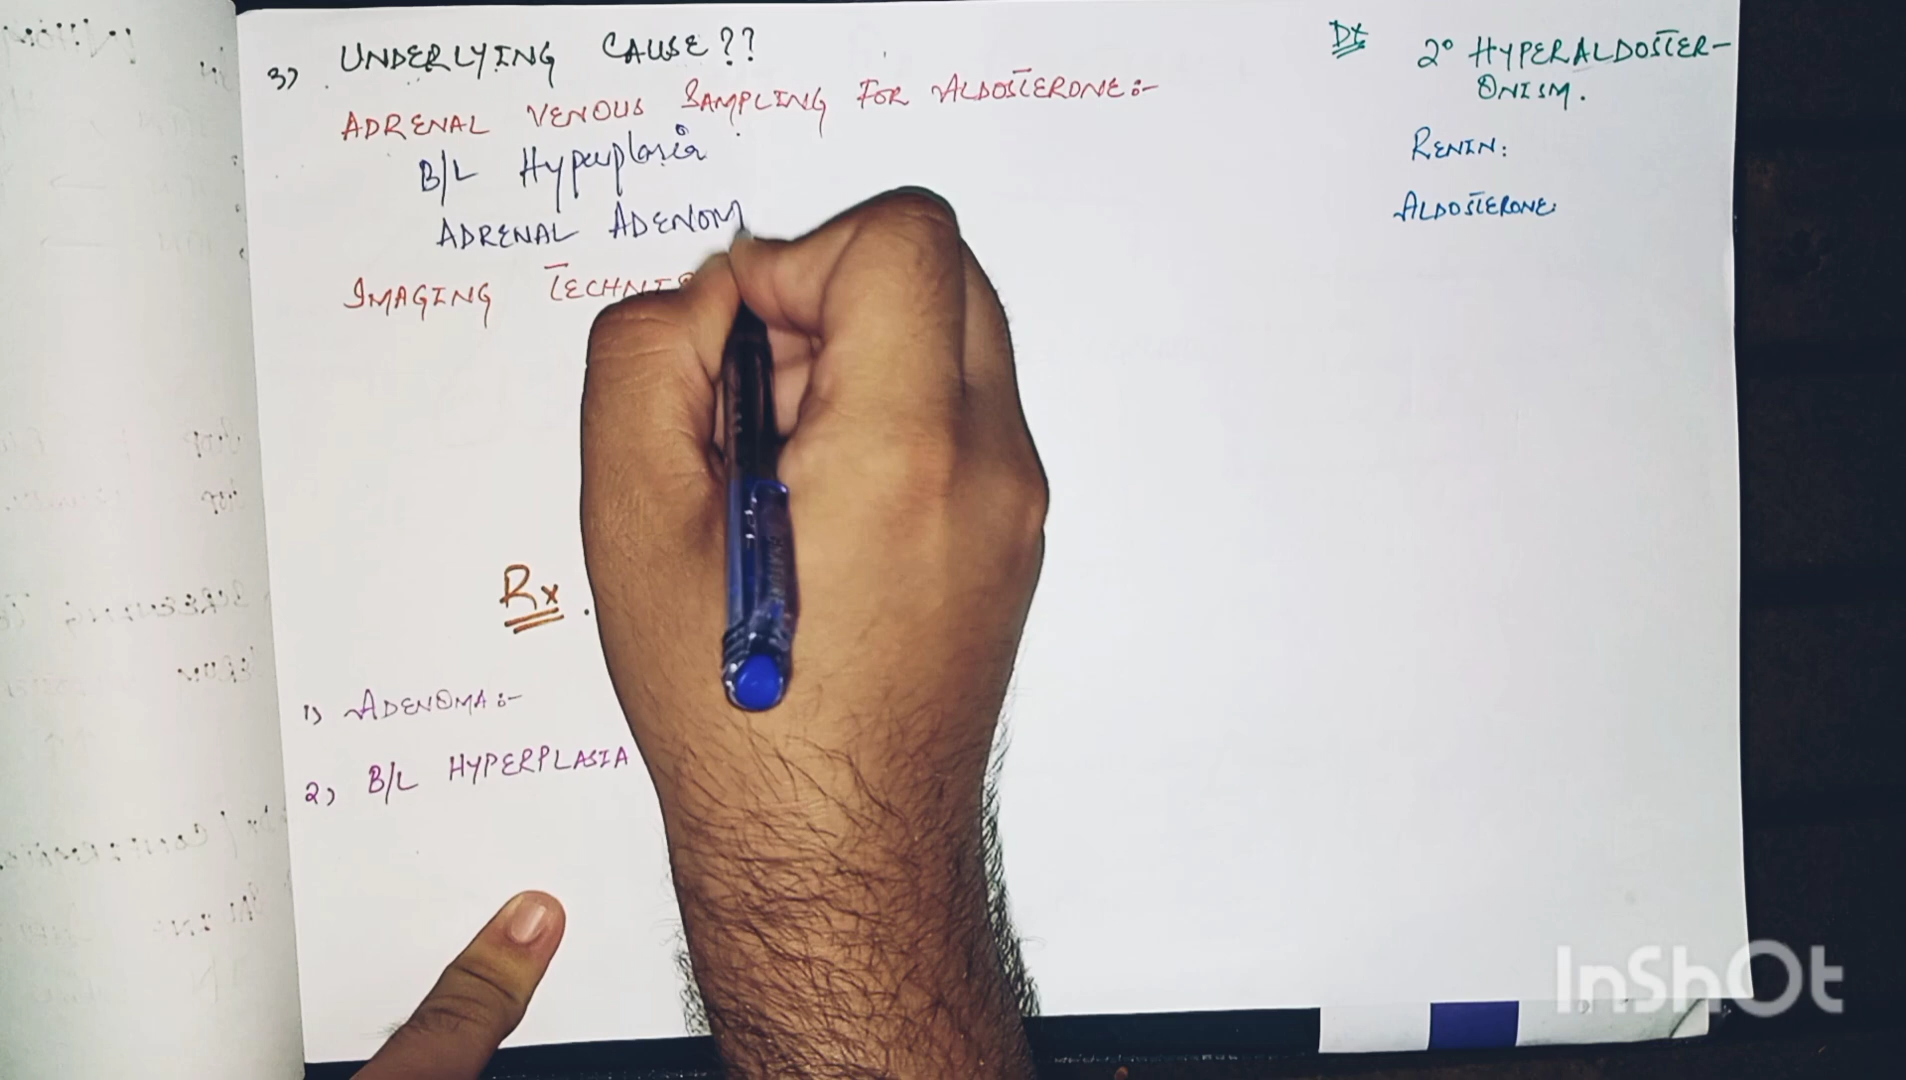 3) UNDERLYING CAUSE??
ADRENAL VENOUS SAMPLING FOR ALDOSTERONE:-
B/L Hyperplasia
ADRENAL ADENOM
IMAGING TECHNI
Rx.
1) ADENOMA:-
2) B/L HYPERPLASIA
2° HYPERALDOSTER-
ONISM.
RENIN:
ALDOSTERONE:
InShOt